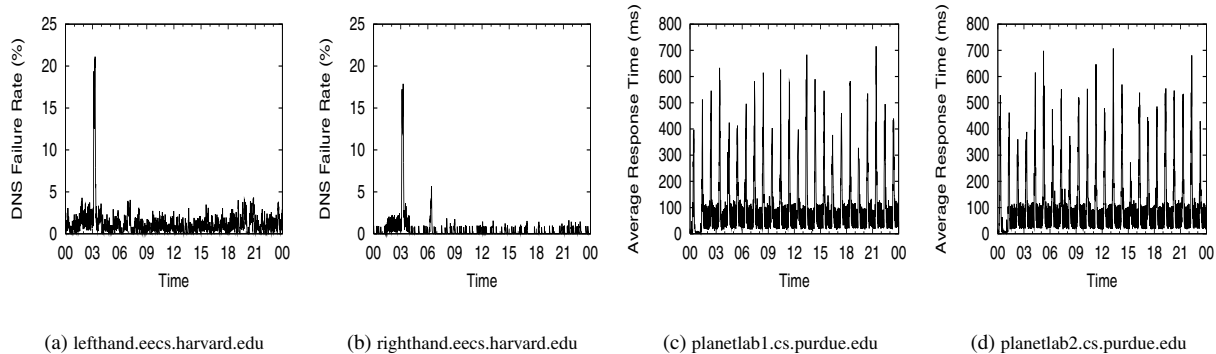 DNS Failure Rate (%)
25
20
15
10
5
0
00 03 06 09 12 15 18 21 00
Time
(a) lefthand.eecs.harvard.edu
DNS Failure Rate (%)
25
20
15
10
5
0
00 03 06 09 12 15 18 21 00
Time
(b) righthand.eecs.harvard.edu
Average Response Time (ms)
800
700
600
500
400
300
200
100
0
00 03 06 09 12 15 18 21 00
Time
(c) planetlab1.cs.purdue.edu
Average Response Time (ms)
800
700
600
500
400
300
200
100
0
00 03 06 09 12 15 18 21 00
Time
(d) planetlab2.cs.purdue.edu